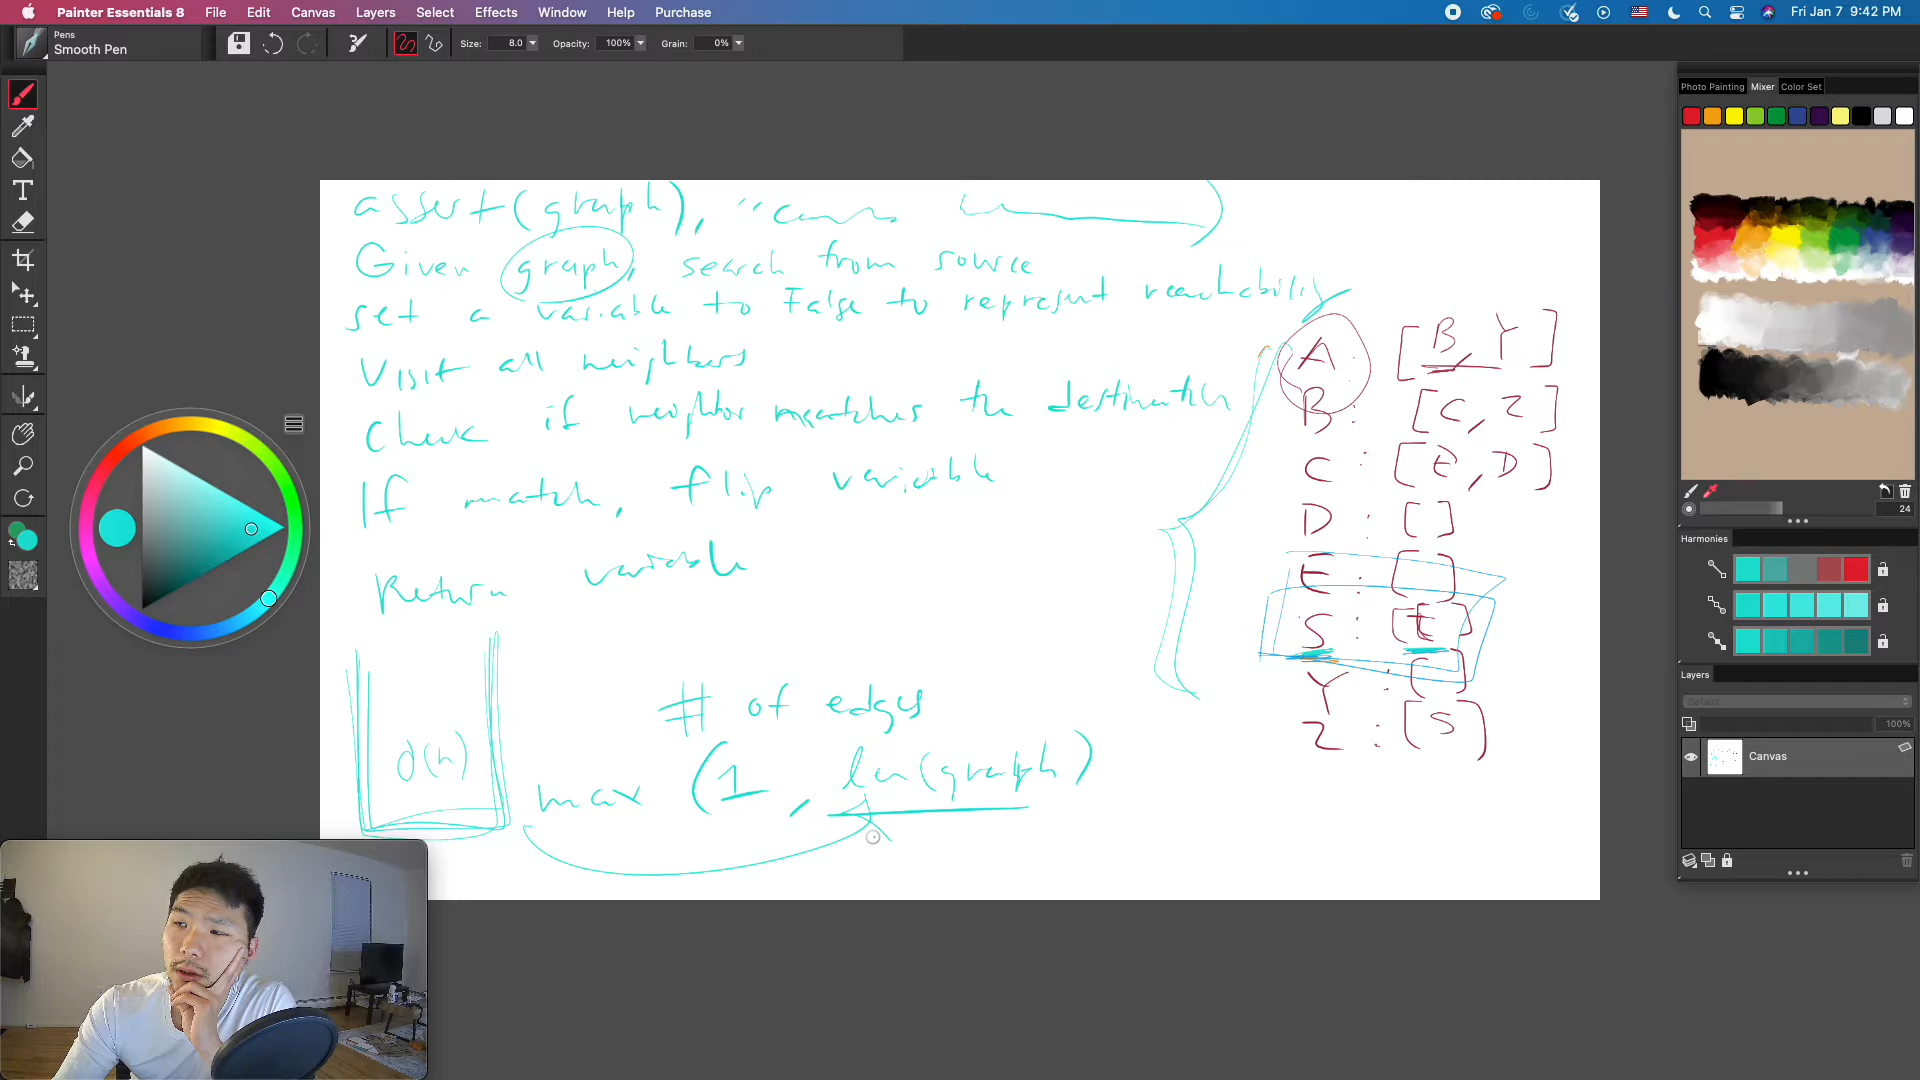 Painter Essentials 8 File Edit Canvas Layers Select Effects Window Help Purchase Fri Jan 7 9:42 PM
Pens
Smooth Pen
Size: 8.0 Opacity: 100% Grain: 0%
Photo Painting Mixer Color Set
24
Harmonies
Layers
Default
100%
Canvas
assert(graph), "
Given graph, search from source
set a variable to False to represent reachability
Visit all neighbors
Check if neighbor matches the destination
If match, flip variable
Return variable
# of edges
O(n)
max (1, len(graph)
A : [B, Y]
B : [C, Z]
C : [E, D]
D : []
E : []
S : [E]
Y : []
Z : [S]